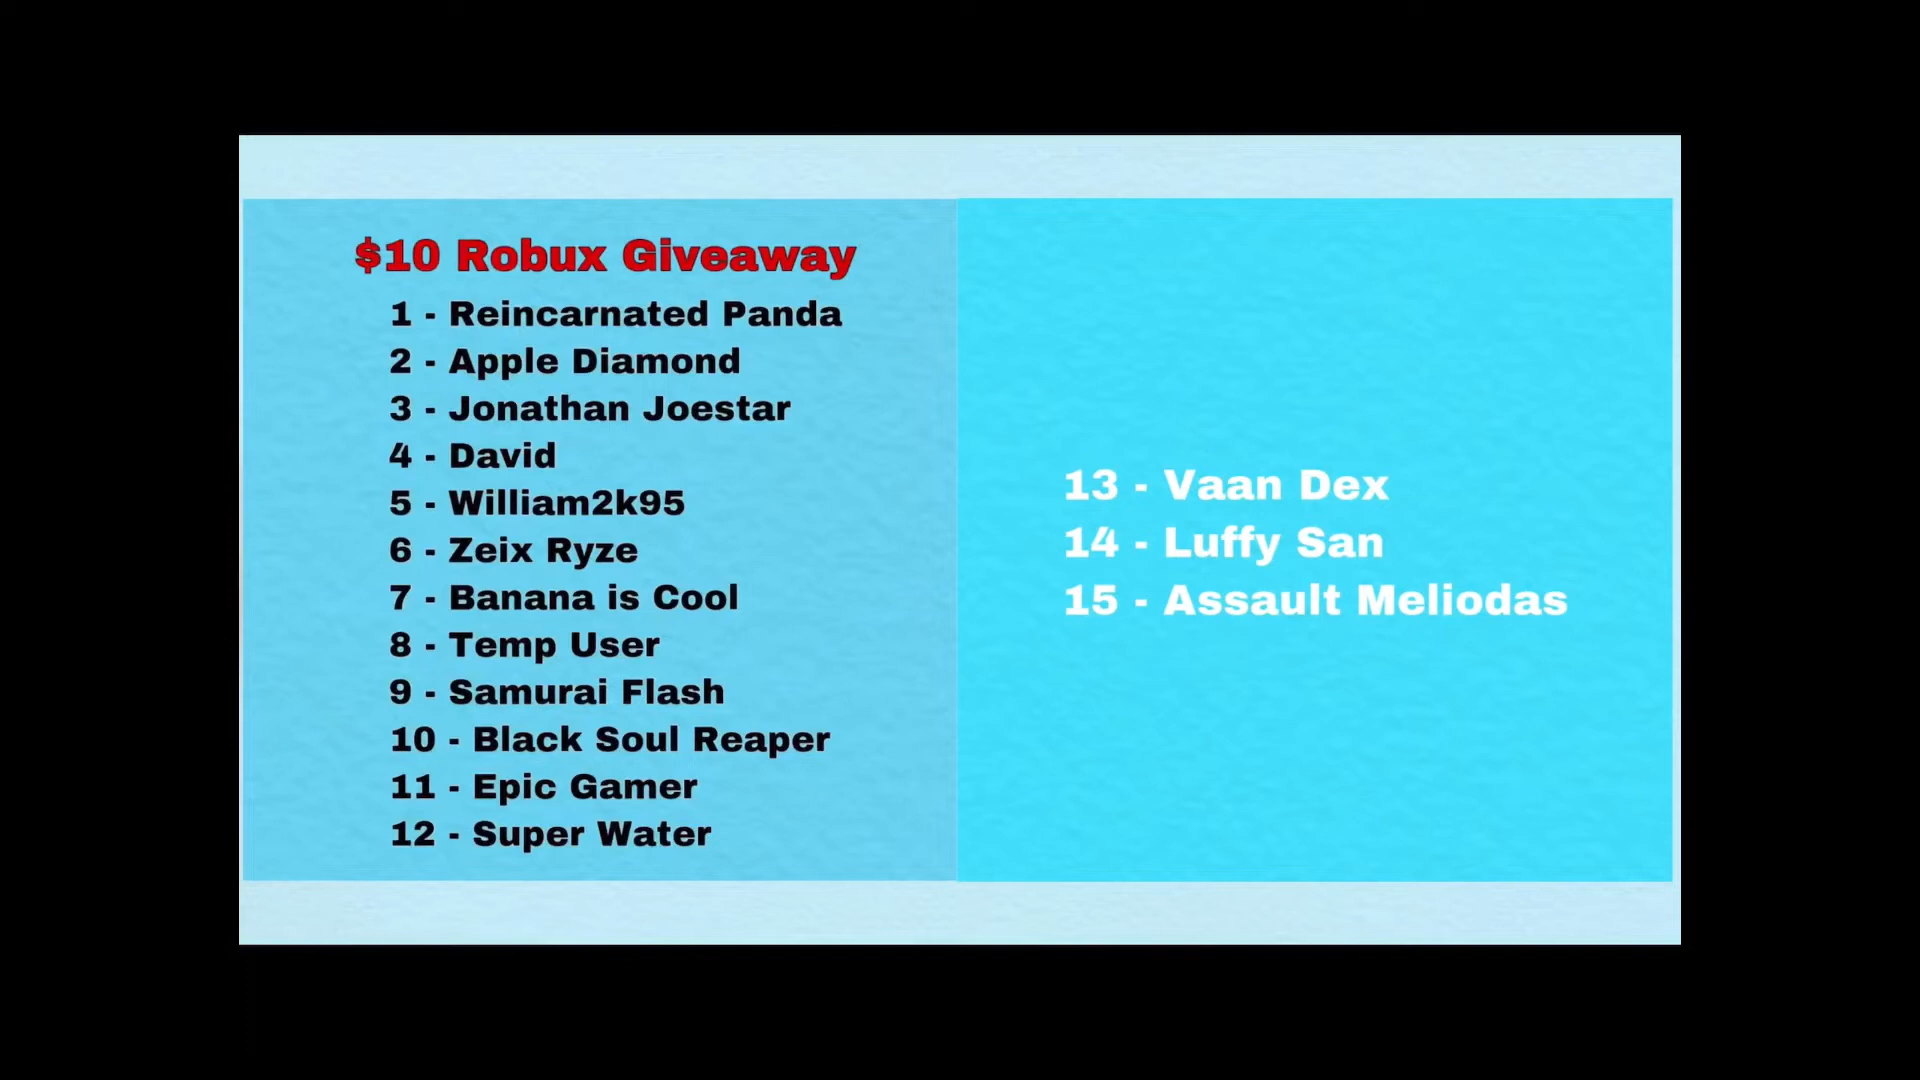 $10 Robux Giveaway
1 - Reincarnated Panda
2 - Apple Diamond
3 - Jonathan Joestar
4 - David
5 - William2k95
6 - Zeix Ryze
7 - Banana is Cool
8 - Temp User
9 - Samurai Flash
10 - Black Soul Reaper
11 - Epic Gamer
12 - Super Water
13 - Vaan Dex
14 - Luffy San
15 - Assault Meliodas